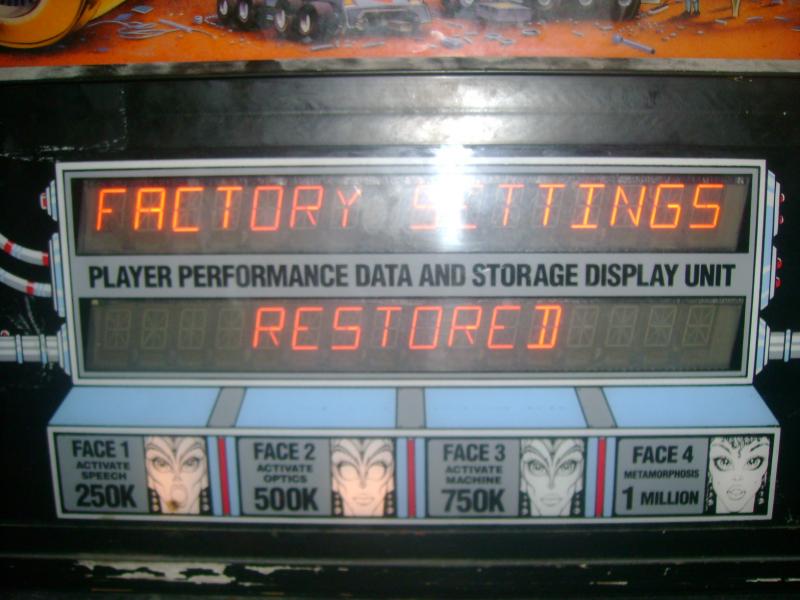 FACTORY SETTINGS
PLAYER PERFORMANCE DATA AND STORAGE DISPLAY UNIT
RESTORED
FACE 1
ACTIVATE
SPEECH
250K
FACE 2
ACTIVATE
OPTICS
500K
FACE 3
ACTIVATE
MACHINE
750K
FACE 4
METAMORPHOSIS
1 MILLION